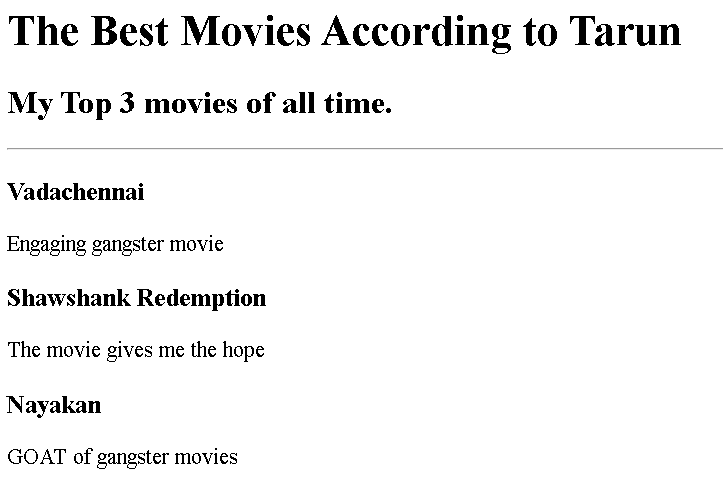 The Best Movies According to Tarun
My Top 3 movies of all time.
Vadachennai
Engaging gangster movie
Shawshank Redemption
The movie gives me the hope
Nayakan
GOAT of gangster movies